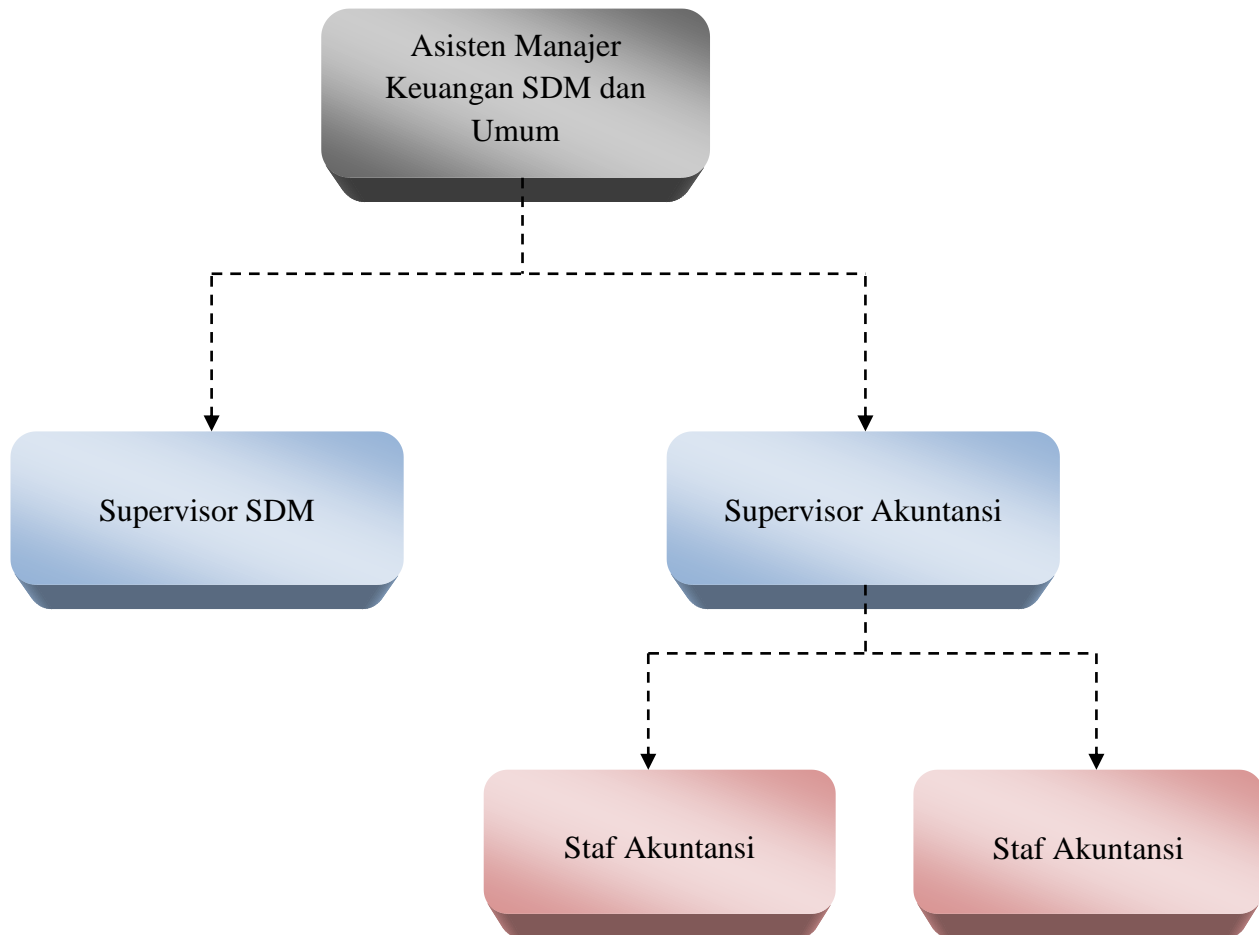 Asisten Manajer
Keuangan SDM dan
Umum
Supervisor SDM
Supervisor Akuntansi
Staf Akuntansi
Staf Akuntansi